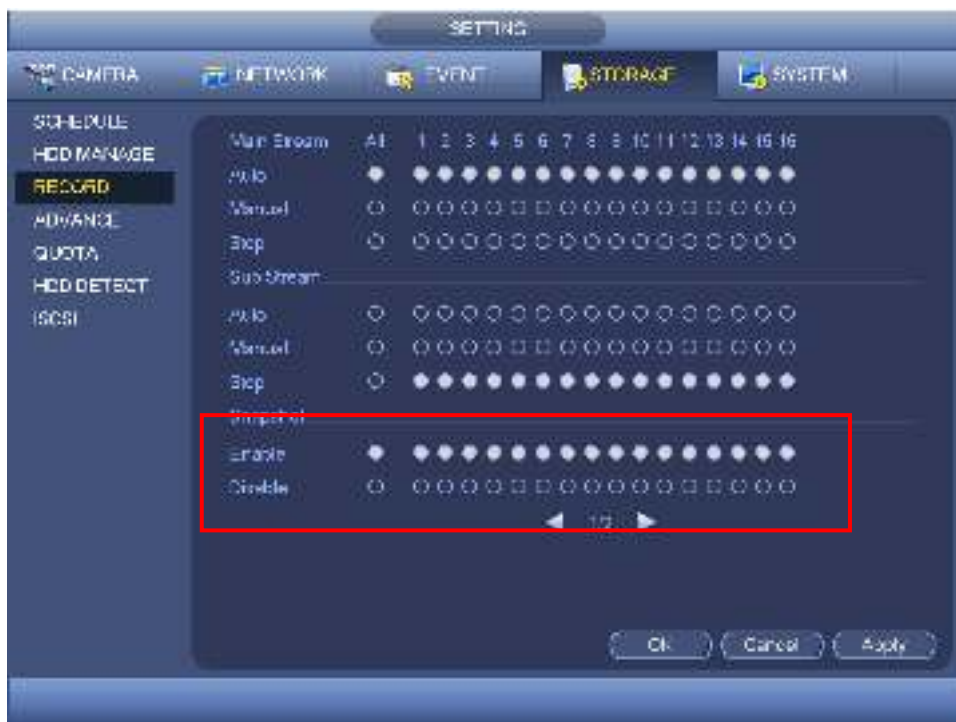 SETTING
CAMERA NETWORK EVENT STORAGE SYSTEM
SCHEDULE
HDD MANAGE
RECORD
ADVANCE
QUOTA
HDD DETECT
ISCSI
Main Stream All 1 2 3 4 5 6 7 8 9 10 11 12 13 14 15 16
Auto
Manual
Stop
Sub Stream
Auto
Manual
Stop
Snapshot
Enable
Disable
1/2
Ok Cancel Apply